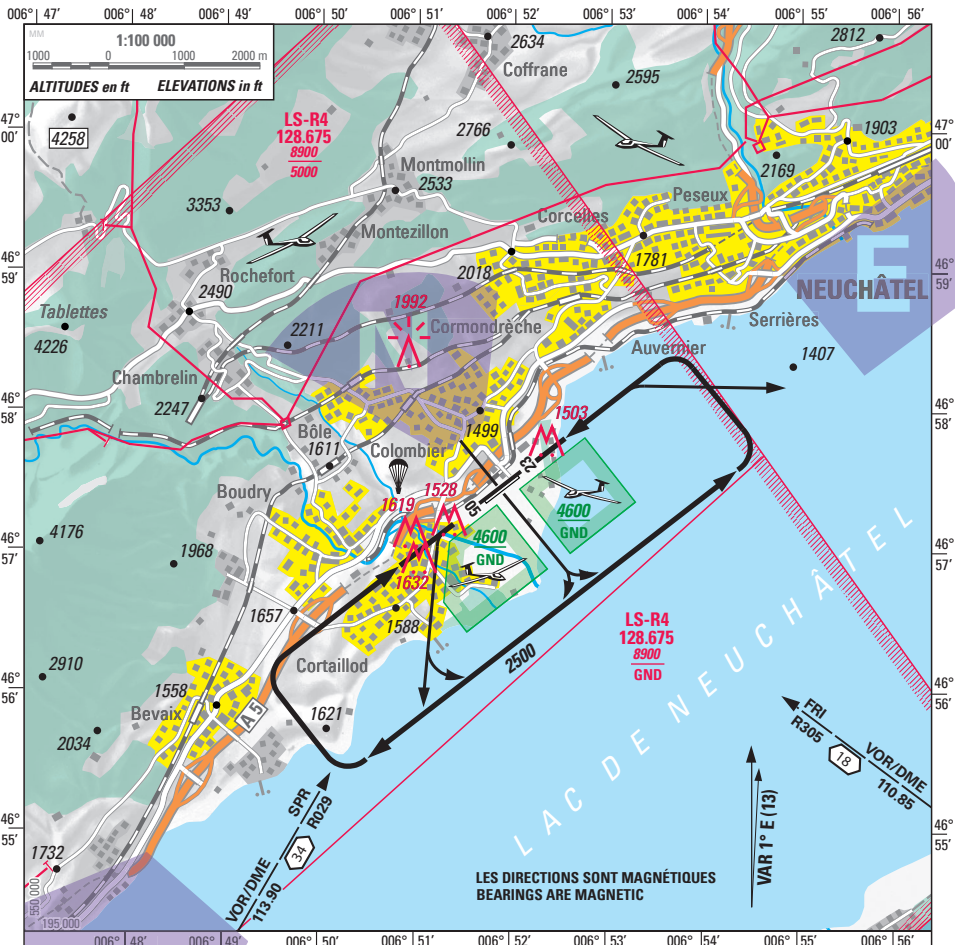 006° 47' 006° 48' 006° 49' 006° 50' 006° 51' 006° 52' 006° 53' 006° 54' 006° 55' 006° 56'
MM
1:100 000
1000 0 1000 2000 m
ALTITUDES en ft ELEVATIONS in ft
2634
Coffrane
2812
2595
47°
00'
4258
LS-R4
128.675
8900
5000
2766
1903
47°
00'
2169
Montmollin
2533
3353
Peseux
Corcelles
Montezillon
1781
46°
59'
Rochefort
2018
E
46°
59'
2490
NEUCHÂTEL
Tablettes
1992
Serrières
4226
2211
N
Cormondrèche
Auvernier
1407
Chambrelin
2247
46°
58'
1503
46°
58'
Bôle
1499
1611
Colombier
23
Boudry
1528
05
1619
4600
GND
4176
4600
GND
46°
57'
46°
57'
1968
1632
1657
1588
LS-R4
128.675
8900
GND
2910
Cortaillod
2500
46°
56'
1558
46°
56'
Bevaix
A 5
1621
2034
LAC DE NEUCHÂTEL
FRI
R305
18
VOR/DME
110.85
SPR
R029
34
VOR/DME
113.90
VAR 1° E (13)
46°
55'
46°
55'
1732
LES DIRECTIONS SONT MAGNÉTIQUES
BEARINGS ARE MAGNETIC
550 000
195 000
006° 48' 006° 49' 006° 50' 006° 51' 006° 52' 006° 53' 006° 54' 006° 55' 006° 56'